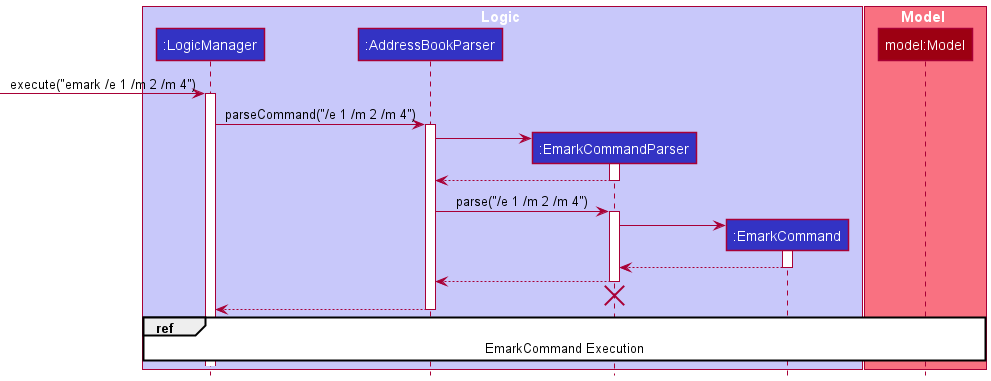 Logic
Model
:LogicManager
:AddressBookParser
model:Model
execute("emark /e 1 /m 2 /m 4")
parseCommand("/e 1 /m 2 /m 4")
:EmarkCommandParser
parse("/e 1 /m 2 /m 4")
:EmarkCommand
ref
EmarkCommand Execution